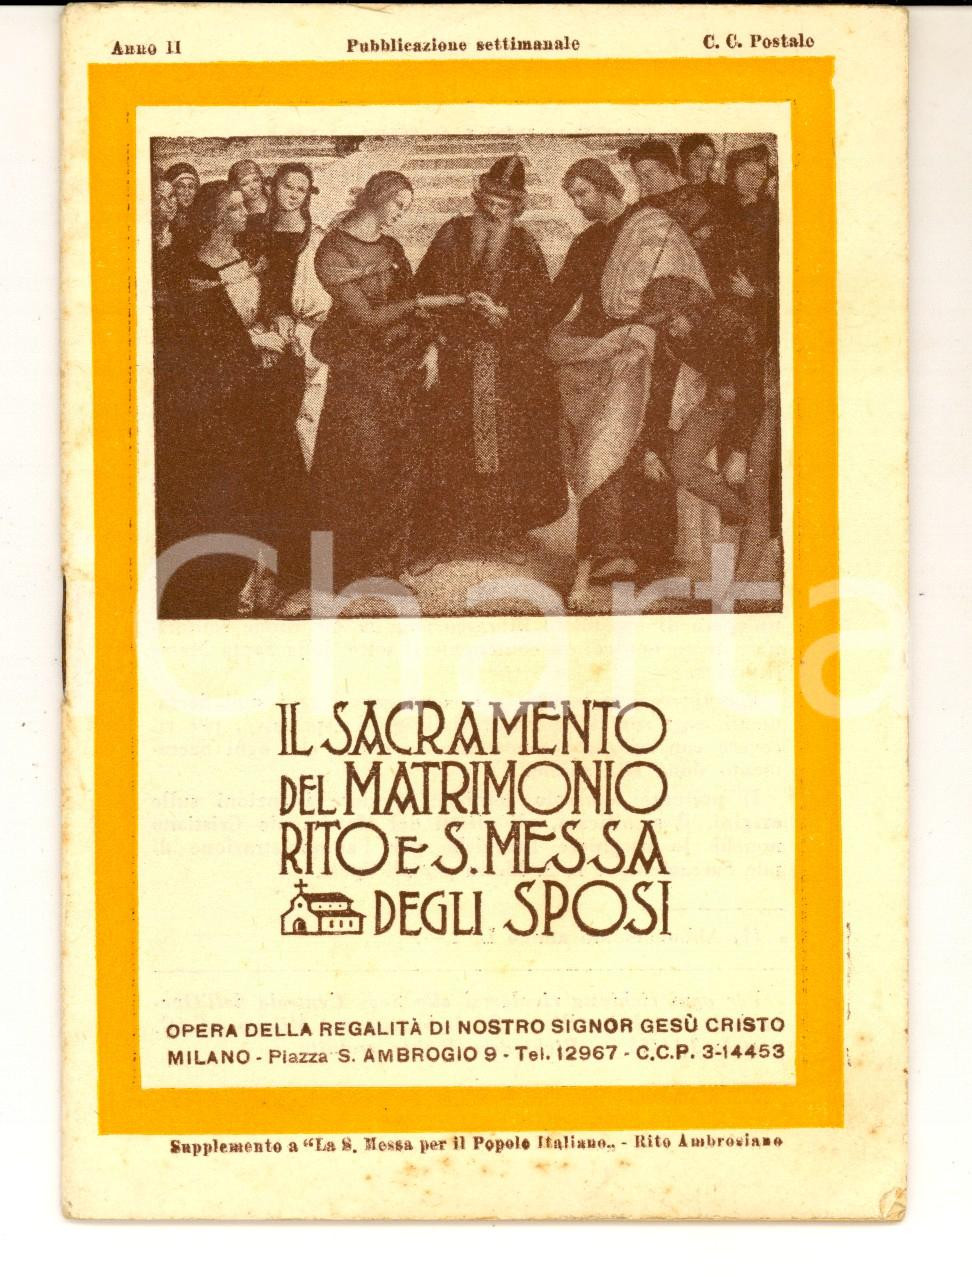 Anno II Pubblicazione settimanale C. C. Postale
IL SACRAMENTO
DEL MATRIMONIO
RITO E S. MESSA
DEGLI SPOSI
OPERA DELLA REGALITÀ DI NOSTRO SIGNOR GESÙ CRISTO
MILANO - Piazza S. AMBROGIO 9 - Tel. 12967 - C.C.P. 3-14453
Supplemento a “La S. Messa per il Popolo Italiano„ - Rito Ambrosiano
Charta